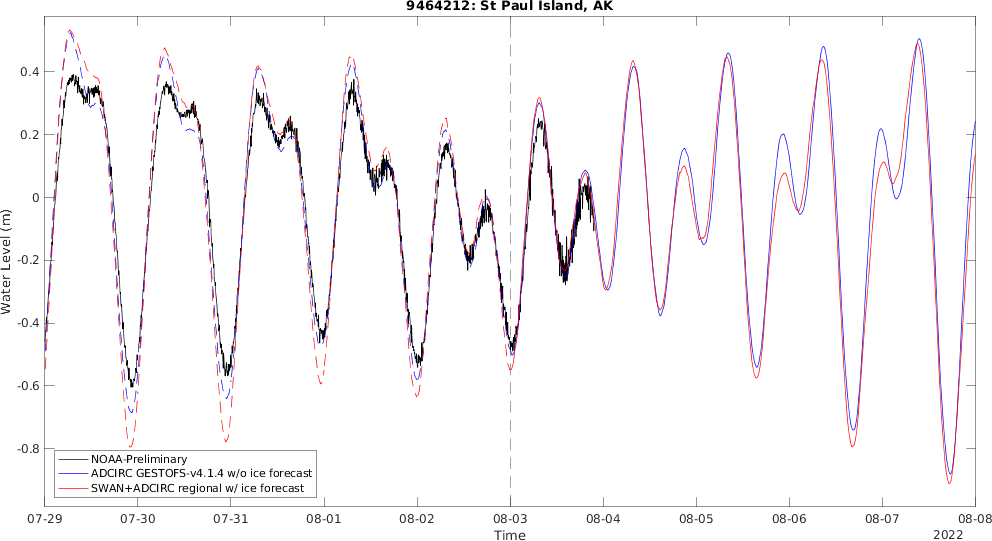 9464212: St Paul Island, AK
Water Level (m)
0.4
0.2
0
-0.2
-0.4
-0.6
-0.8
NOAA-Preliminary
ADCIRC GESTOFS-v4.1.4 w/o ice forecast
SWAN+ADCIRC regional w/ ice forecast
07-29 07-30 07-31 08-01 08-02 08-03 08-04 08-05 08-06 08-07 08-08
Time
2022